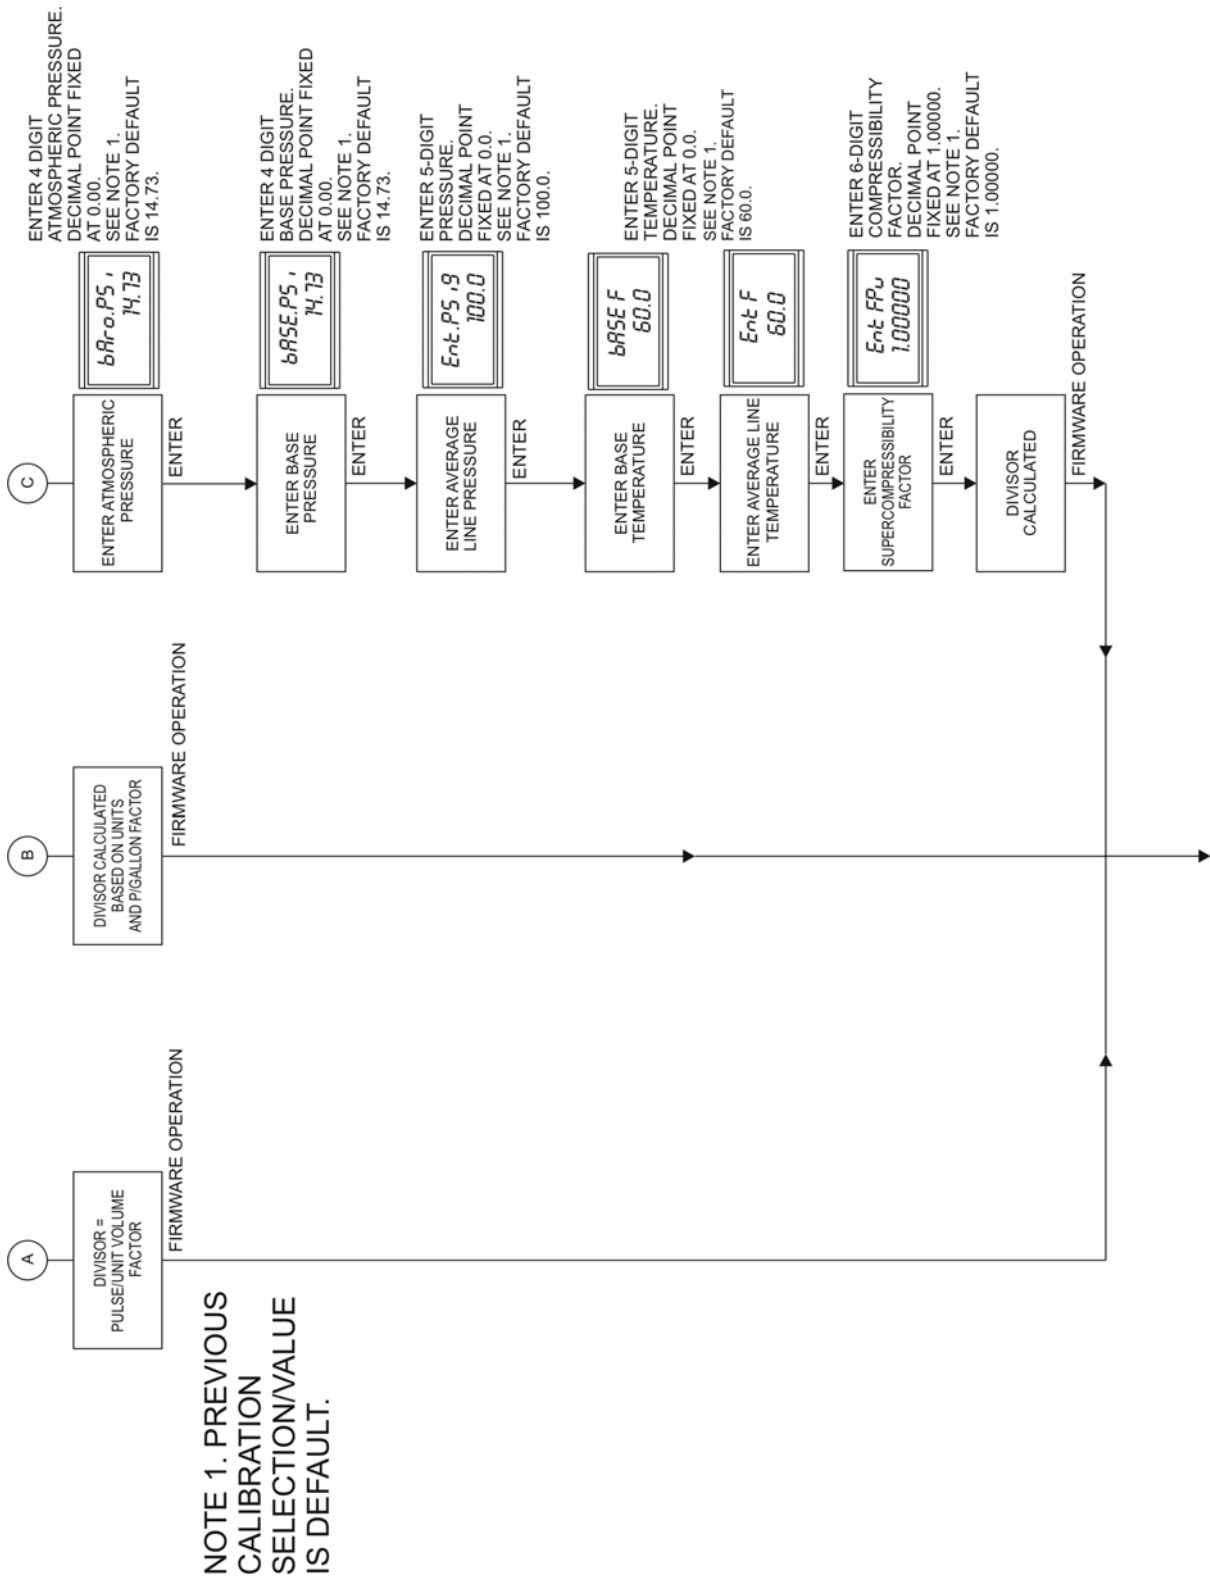 C
ENTER ATMOSPHERIC
PRESSURE
bAro.PSi
14.73
ENTER 4 DIGIT
ATMOSPHERIC PRESSURE.
DECIMAL POINT FIXED
AT 0.00.
SEE NOTE 1.
FACTORY DEFAULT
IS 14.73.
ENTER
ENTER BASE
PRESSURE
bASE.PSi
14.73
ENTER 4 DIGIT
BASE PRESSURE.
DECIMAL POINT FIXED
AT 0.00.
SEE NOTE 1.
FACTORY DEFAULT
IS 14.73.
ENTER
ENTER AVERAGE
LINE PRESSURE
Ent.PSig
100.0
ENTER 5-DIGIT
PRESSURE.
DECIMAL POINT
FIXED AT 0.0.
SEE NOTE 1.
FACTORY DEFAULT
IS 100.0.
ENTER
ENTER BASE
TEMPERATURE
bASE F
60.0
ENTER 5-DIGIT
TEMPERATURE.
DECIMAL POINT
FIXED AT 0.0.
SEE NOTE 1.
FACTORY DEFAULT
IS 60.0.
ENTER
ENTER AVERAGE LINE
TEMPERATURE
Ent F
60.0
ENTER
ENTER
SUPERCOMPRESSIBILITY
FACTOR
Ent FPv
1.00000
ENTER 6-DIGIT
COMPRESSIBILITY
FACTOR.
DECIMAL POINT
FIXED AT 1.00000.
SEE NOTE 1.
FACTORY DEFAULT
IS 1.00000.
ENTER
DIVISOR
CALCULATED
FIRMWARE OPERATION
B
DIVISOR CALCULATED
BASED ON UNITS
AND P/GALLON FACTOR
FIRMWARE OPERATION
A
DIVISOR =
PULSE/UNIT VOLUME
FACTOR
FIRMWARE OPERATION
NOTE 1. PREVIOUS
CALIBRATION
SELECTION/VALUE
IS DEFAULT.